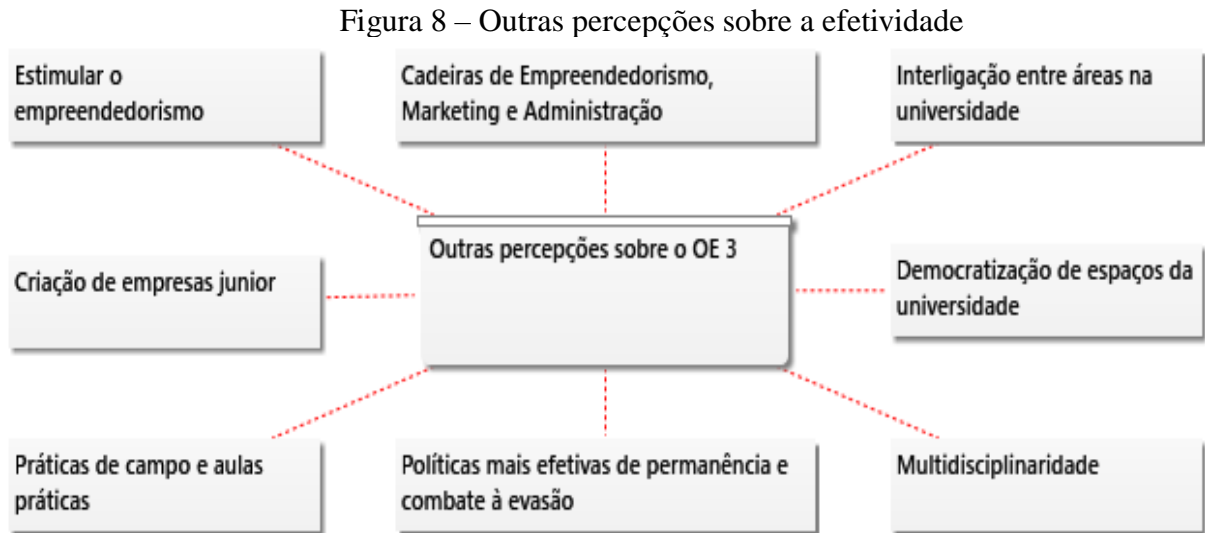 Figura 8 – Outras percepções sobre a efetividade
Estimular o
empreendedorismo
Cadeiras de Empreendedorismo,
Marketing e Administração
Interligação entre áreas na
universidade
Criação de empresas junior
Outras percepções sobre o OE 3
Democratização de espaços da
universidade
Práticas de campo e aulas
práticas
Políticas mais efetivas de permanência e
combate à evasão
Multidisciplinaridade